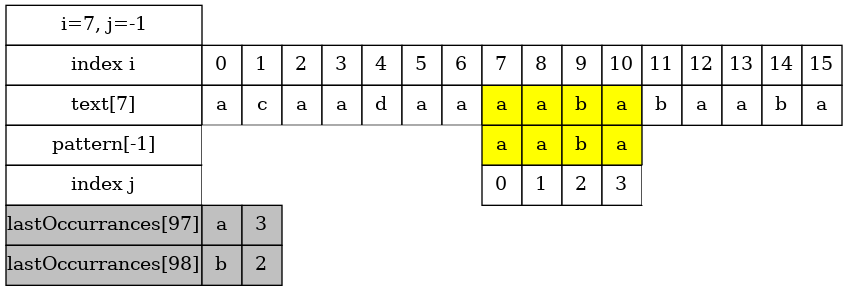 i=7, j=-1
index i 0 1 2 3 4 5 6 7 8 9 10 11 12 13 14 15
text[7] a c a a d a a a a b a b a a b a
pattern[-1] a a b a
index j 0 1 2 3
lastOccurrances[97] a 3
lastOccurrances[98] b 2